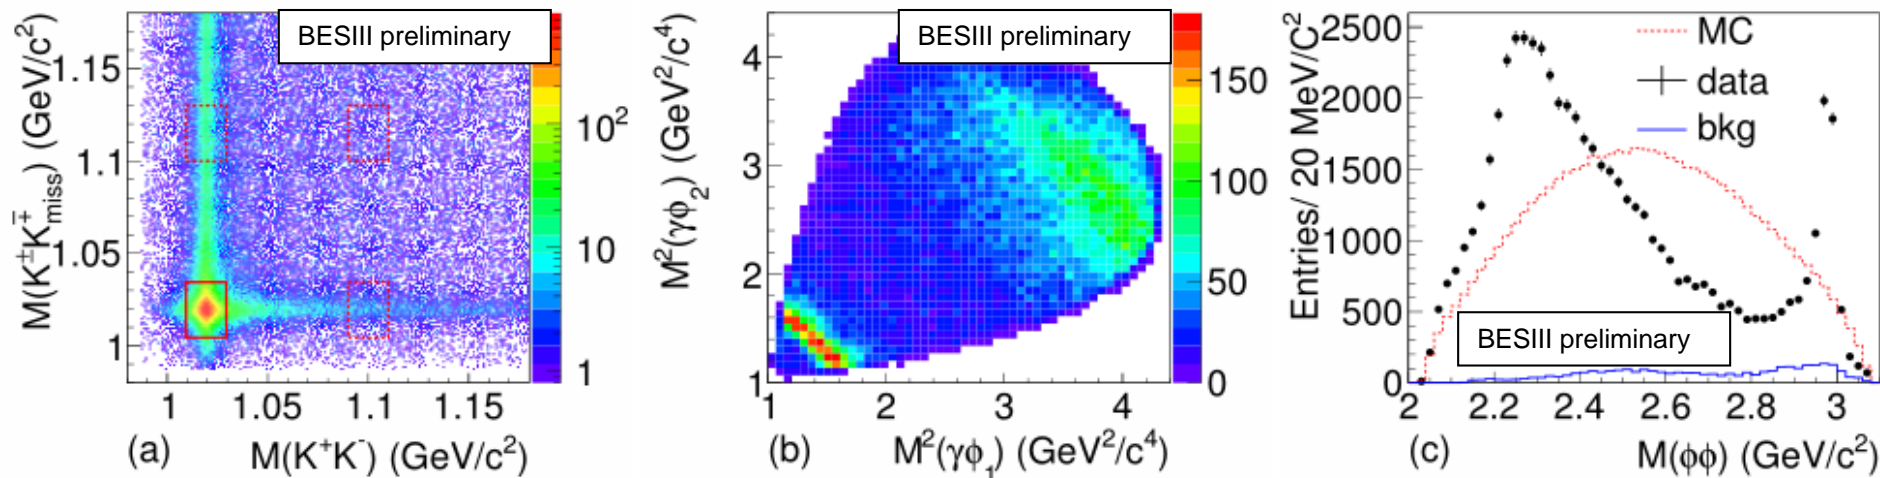 BESIII preliminary
M(K±K∓miss) (GeV/c²)
1.15
1.1
1.05
1
10²
10
1
1 1.05 1.1 1.15
(a) M(K⁺K⁻) (GeV/c²)
BESIII preliminary
M²(γϕ₂) (GeV²/c⁴)
4
3
2
1
150
100
50
0
1 2 3 4
(b) M²(γϕ₁) (GeV²/c⁴)
Entries/ 20 MeV/C²
2500
2000
1500
1000
500
0
MC
data
bkg
BESIII preliminary
2 2.2 2.4 2.6 2.8 3
(c) M(ϕϕ) (GeV/c²)